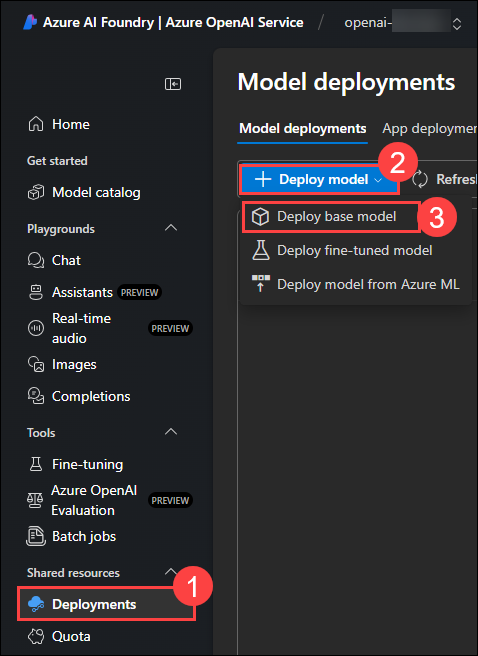 Azure AI Foundry | Azure OpenAI Service / openai-
Model deployments
Model deployments App deploymen
2
+ Deploy model Refres
Deploy base model 3
Deploy fine-tuned model
Deploy model from Azure ML
Home
Get started
Model catalog
Playgrounds
Chat
Assistants PREVIEW
Real-time
audio PREVIEW
Images
Completions
Tools
Fine-tuning
Azure OpenAI
Evaluation PREVIEW
Batch jobs
Shared resources
1
Deployments
Quota